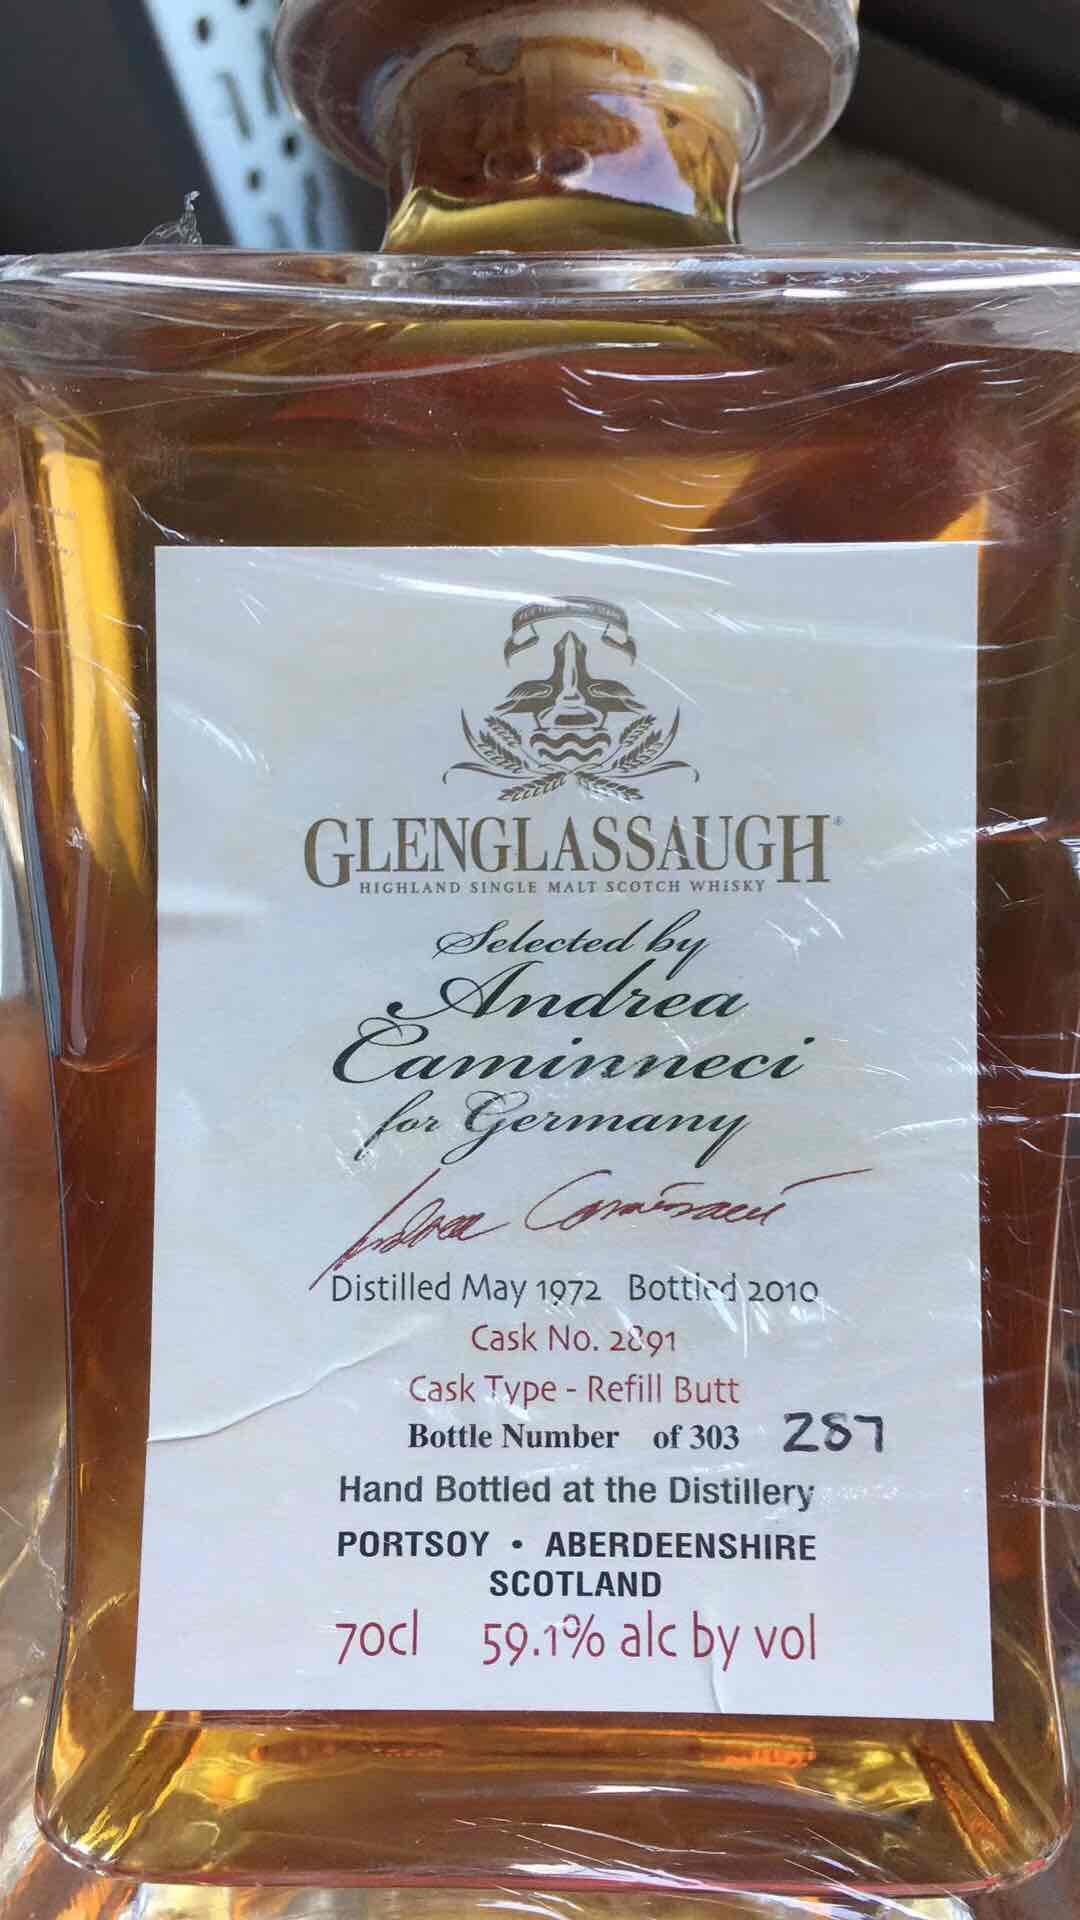 GLENGLASSAUGH®
HIGHLAND SINGLE MALT SCOTCH WHISKY
Selected by
Andrea
Caminneci
for Germany
Andrea Caminneci
Distilled May 1972 Bottled 2010
Cask No. 2891
Cask Type - Refill Butt
Bottle Number of 303 287
Hand Bottled at the Distillery
PORTSOY • ABERDEENSHIRE
SCOTLAND
70cl 59.1% alc by vol